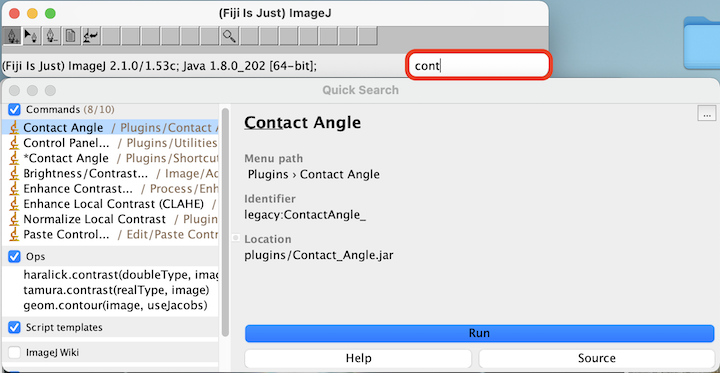 (Fiji Is Just) ImageJ
(Fiji Is Just) ImageJ 2.1.0/1.53c; Java 1.8.0_202 [64-bit];
cont
Quick Search
Commands (8/10)
Contact Angle / Plugins/Contact A
Control Panel... / Plugins/Utilities
*Contact Angle / Plugins/Shortcu
Brightness/Contrast... / Image/Ad
Enhance Contrast... / Process/Enh
Enhance Local Contrast (CLAHE) /
Normalize Local Contrast / Plugin
Paste Control... / Edit/Paste Contr
Ops
haralick.contrast(doubleType, imag
tamura.contrast(realType, image)
geom.contour(image, useJacobs)
Script templates
ImageJ Wiki
Contact Angle
...
Menu path
Plugins › Contact Angle
Identifier
legacy:ContactAngle_
Location
plugins/Contact_Angle.jar
Run
Help
Source